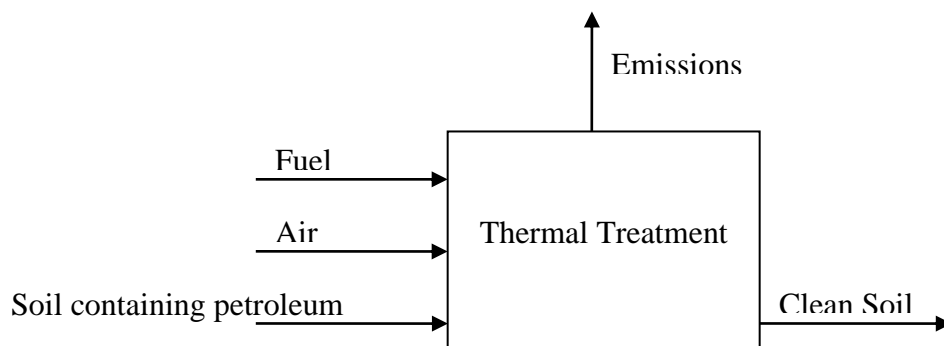 Emissions
Fuel
Air
Thermal Treatment
Soil containing petroleum
Clean Soil